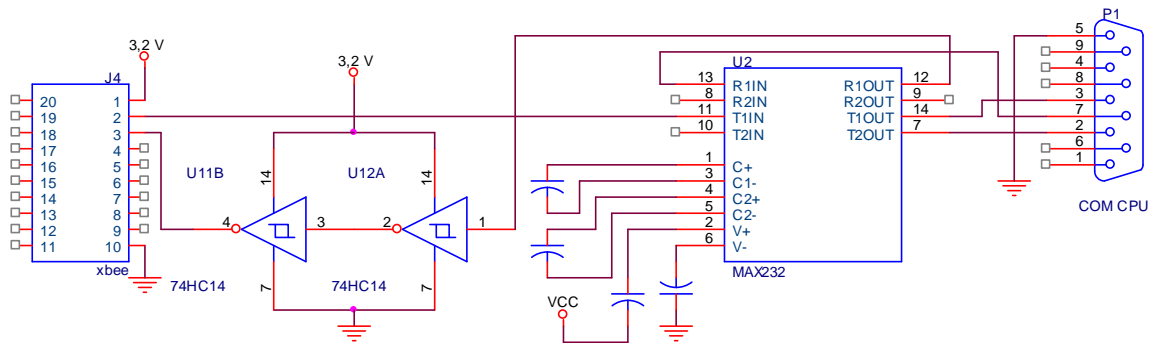 P1
3,2 V
3,2 V
J4
20 1
19 2
18 3
17 4
16 5
15 6
14 7
13 8
12 9
11 10
xbee
U11B
14
4
3
7
74HC14
U12A
14
2
1
7
74HC14
U2
13 R1IN R1OUT 12
8 R2IN R2OUT 9
11 T1IN T1OUT 14
10 T2IN T2OUT 7
1 C+
3 C1-
4 C2+
5 C2-
2 V+
6 V-
MAX232
VCC
5
9
4
8
3
7
2
6
1
COM CPU